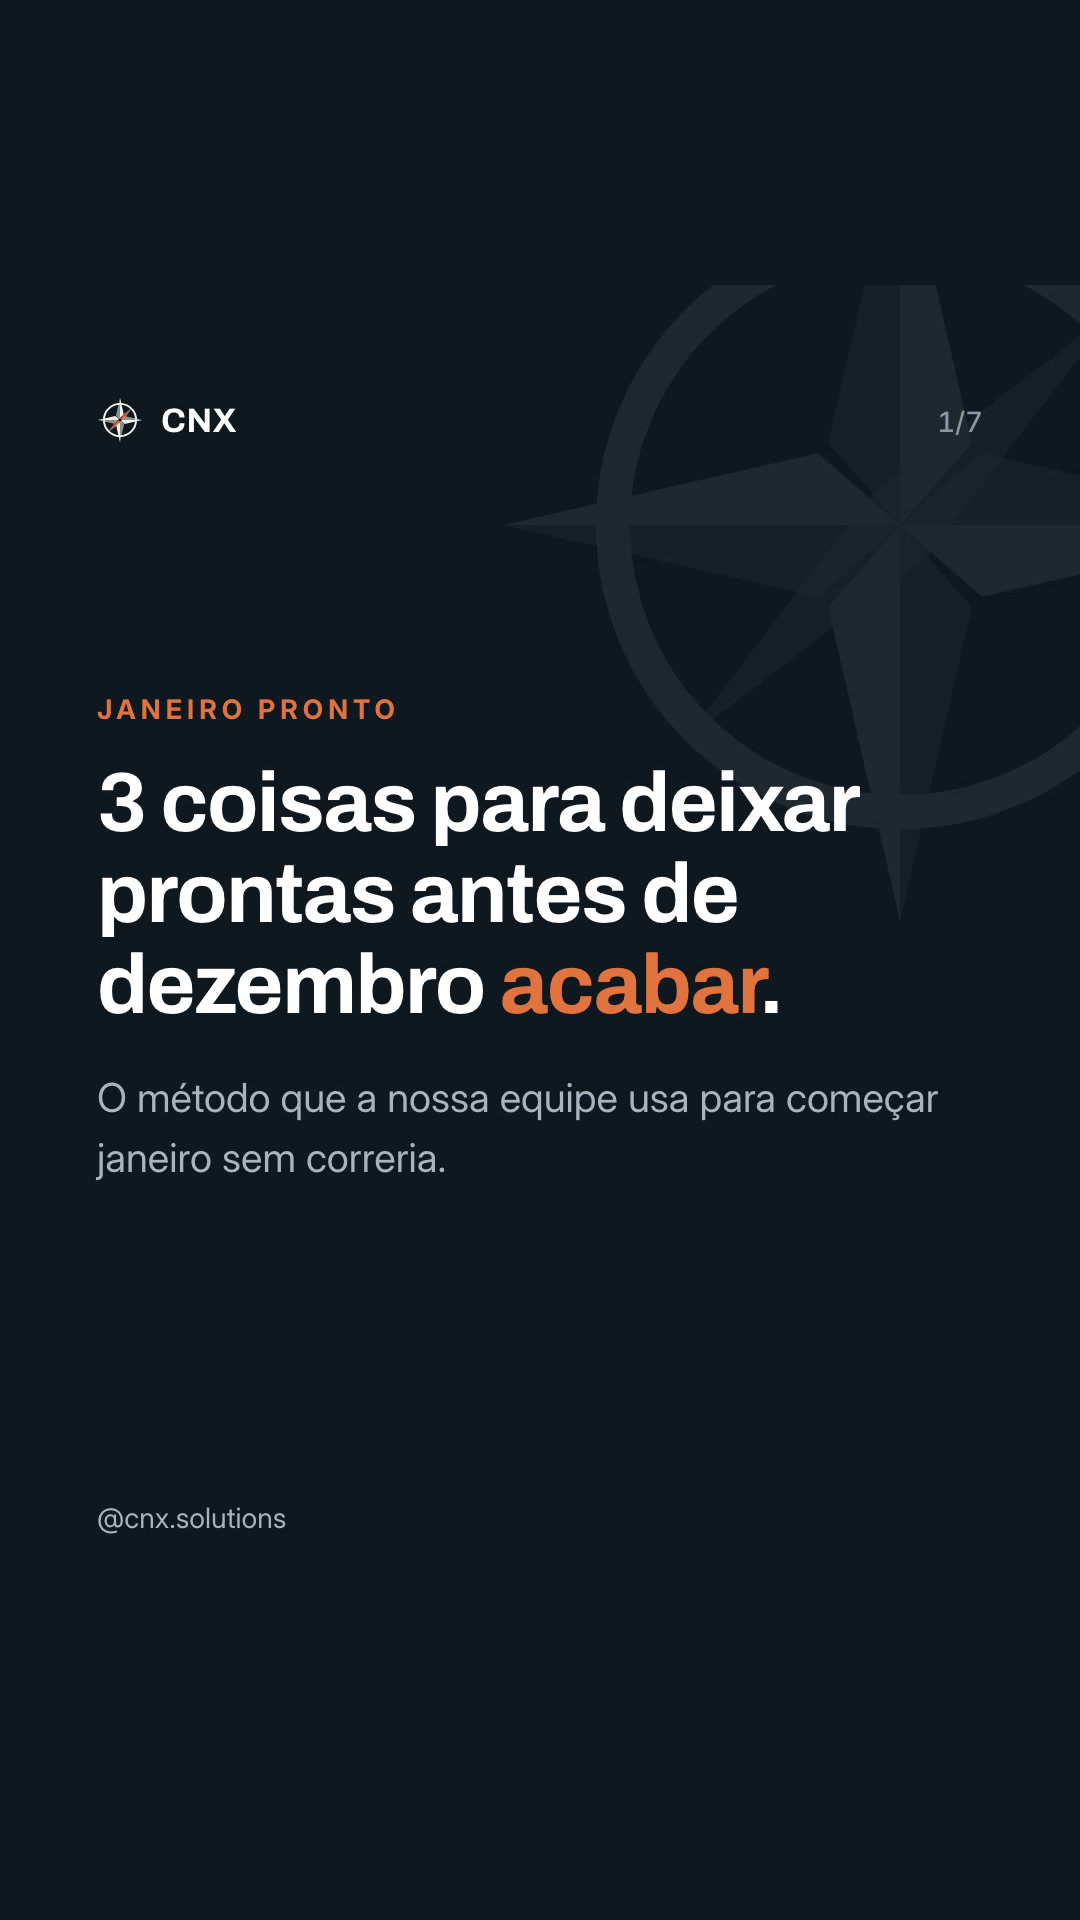 CNX
1/7
JANEIRO PRONTO
3 coisas para deixar
prontas antes de
dezembro acabar.
O método que a nossa equipe usa para começar
janeiro sem correria.
@cnx.solutions